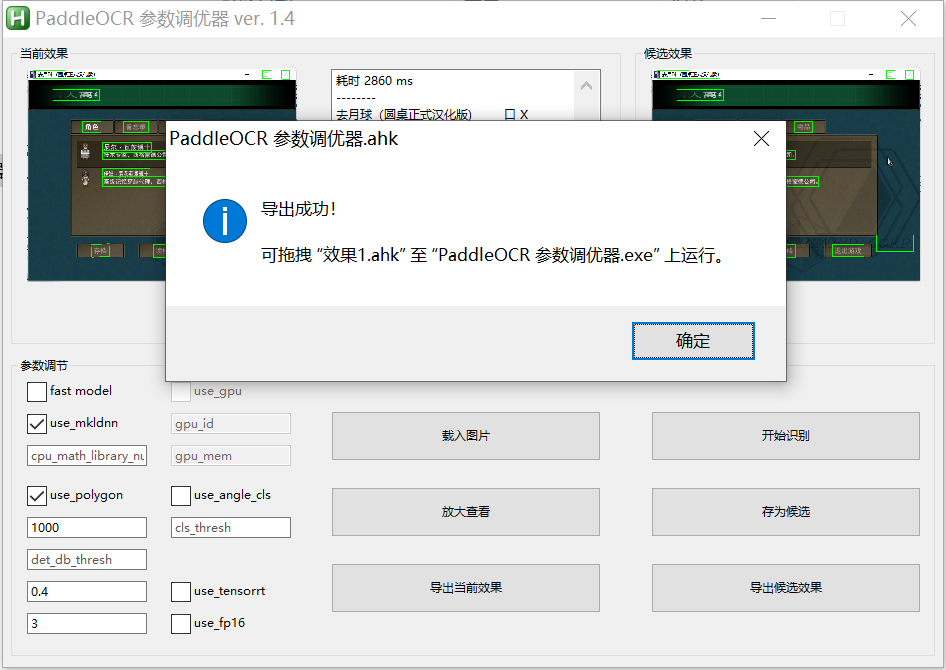 PaddleOCR 参数调优器 ver. 1.4
当前效果
候选效果
耗时 2860 ms
--------
去月球（圆桌正式汉化版) 口 X
PaddleOCR 参数调优器.ahk
导出成功！
可拖拽 “效果1.ahk” 至 “PaddleOCR 参数调优器.exe” 上运行。
确定
角色
参数调节
fast model
use_gpu
use_mkldnn
gpu_id
cpu_math_library_nu
gpu_mem
use_polygon
use_angle_cls
1000
cls_thresh
det_db_thresh
0.4
use_tensorrt
3
use_fp16
载入图片
开始识别
放大查看
存为候选
导出当前效果
导出候选效果